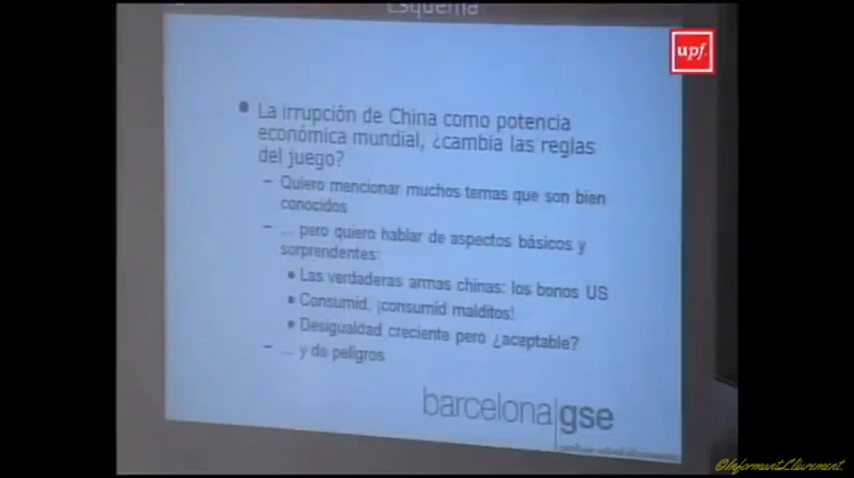 Esquema
upf.
• La irrupción de China como potencia
económica mundial, ¿cambia las reglas
del juego?
– Quiero mencionar muchos temas que son bien
conocidos
– ... pero quiero hablar de aspectos básicos y
sorprendentes:
• Las verdaderas armas chinas: los bonos US
• Consumid, ¡consumid malditos!
• Desigualdad creciente pero ¿aceptable?
– ... y de peligros
barcelona|gse
@InformantLliurement.